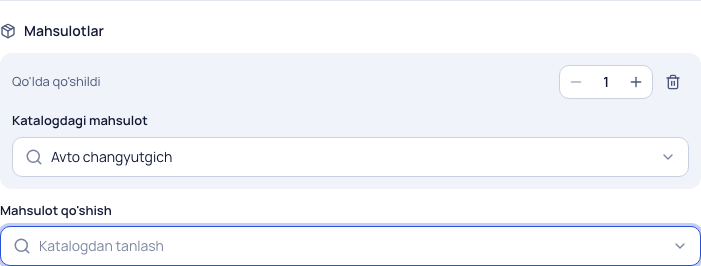 Mahsulotlar
Qo'lda qo'shildi
1
Katalogdagi mahsulot
Avto changyutgich
Mahsulot qo'shish
Katalogdan tanlash